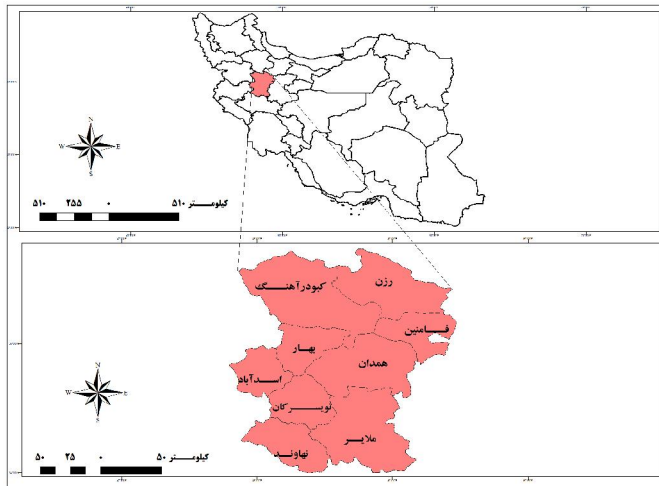 N
W E
S
۵۱۰ ۲۵۵ ۰ ۵۱۰ کیلومتر
رزن
کبودرآهنگ
فامنین
بهار
همدان
اسدآباد
تویسرکان
ملایر
نهاوند
N
W E
S
۵۰ ۲۵ ۰ ۵۰ کیلومتر